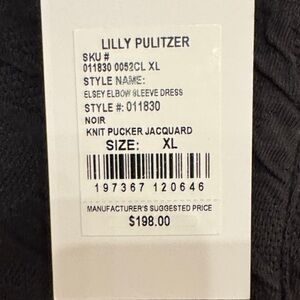 LILLY PULITZER
SKU #
011830 0052CL XL
STYLE NAME:
ELSEY ELBOW SLEEVE DRESS
STYLE #: 011830
NOIR
KNIT PUCKER JACQUARD
SIZE: XL
197367 120646
MANUFACTURER'S SUGGESTED PRICE
$198.00